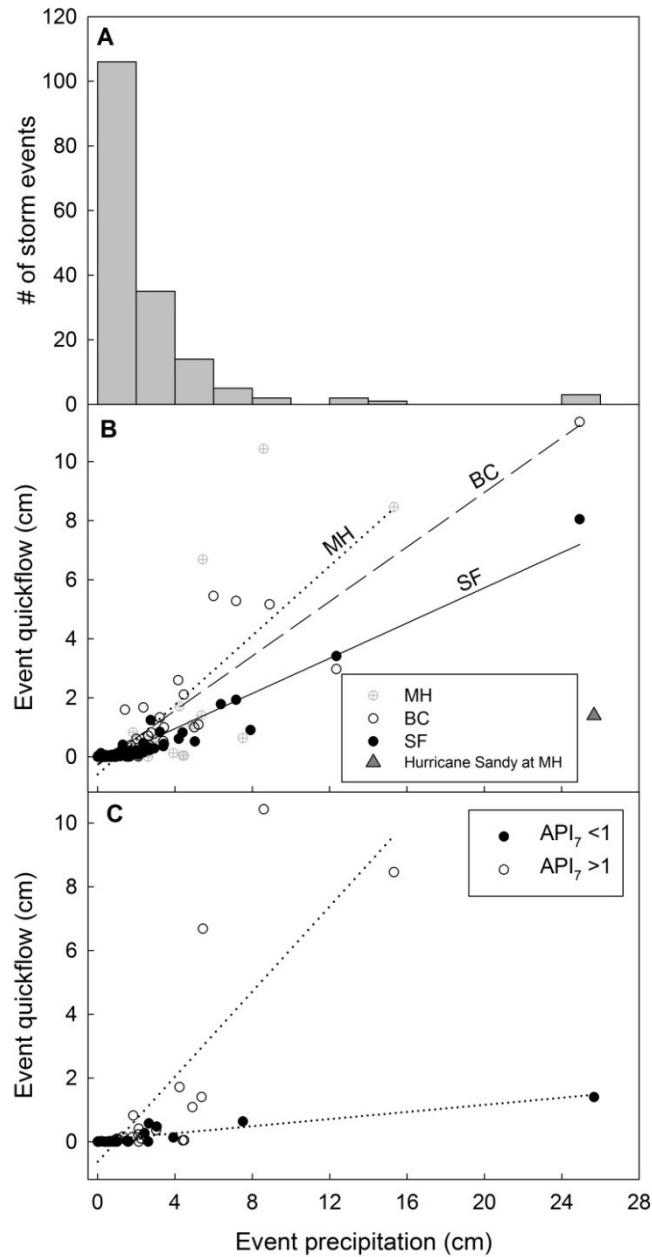 120
A
100
80
60
40
20
0
# of storm events
B
10
8
6
4
2
0
Event quickflow (cm)
MH
BC
SF
MH
BC
SF
Hurricane Sandy at MH
C
10
8
6
4
2
0
Event quickflow (cm)
API₇ <1
API₇ >1
0 4 8 12 16 20 24 28
Event precipitation (cm)